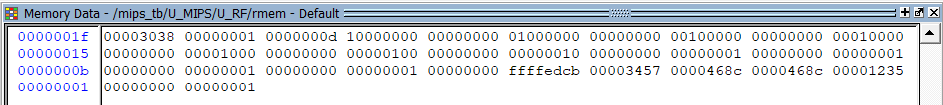 Memory Data - /mips_tb/U_MIPS/U_RF/rmem - Default
0000001f 00003038 00000001 0000000d 10000000 00000000 01000000 00000000 00100000 00000000 00010000
00000015 00000000 00001000 00000000 00000100 00000000 00000010 00000000 00000001 00000000 00000001
0000000b 00000000 00000001 00000000 00000001 00000000 ffffedcb 00003457 0000468c 0000468c 00001235
00000001 00000000 00000001